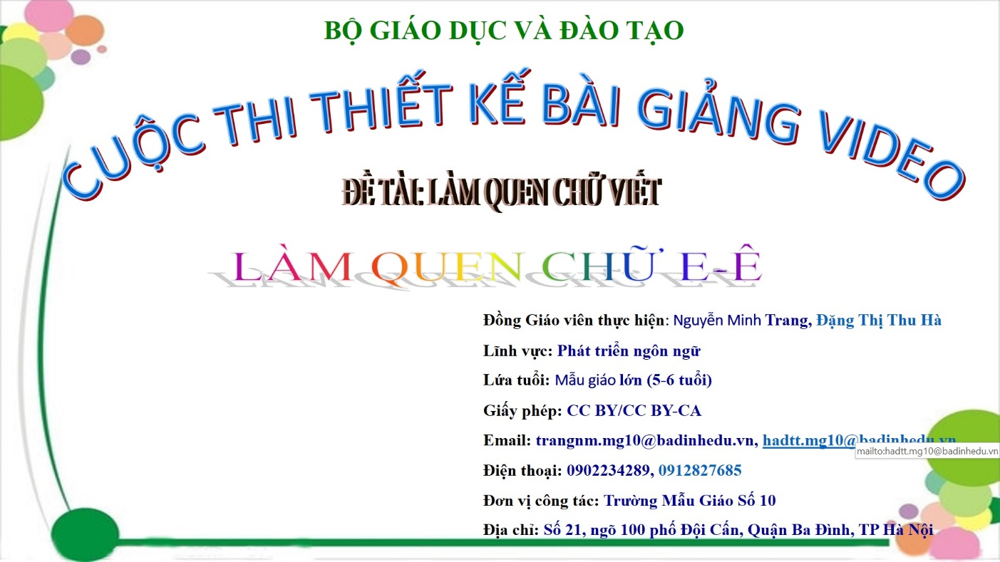 BỘ GIÁO DỤC VÀ ĐÀO TẠO
CUỘC THI THIẾT KẾ BÀI GIẢNG VIDEO
ĐỀ TÀI: LÀM QUEN CHỮ VIẾT
LÀM QUEN CHỮ E-Ê
Đồng Giáo viên thực hiện: Nguyễn Minh Trang, Đặng Thị Thu Hà
Lĩnh vực: Phát triển ngôn ngữ
Lứa tuổi: Mẫu giáo lớn (5-6 tuổi)
Giấy phép: CC BY/CC BY-CA
Email: trangnm.mg10@badinhedu.vn, hadtt.mg10@badinhedu.vn
mailto:hadtt.mg10@badinhedu.vn
Điện thoại: 0902234289, 0912827685
Đơn vị công tác: Trường Mẫu Giáo Số 10
Địa chỉ: Số 21, ngõ 100 phố Đội Cấn, Quận Ba Đình, TP Hà Nội